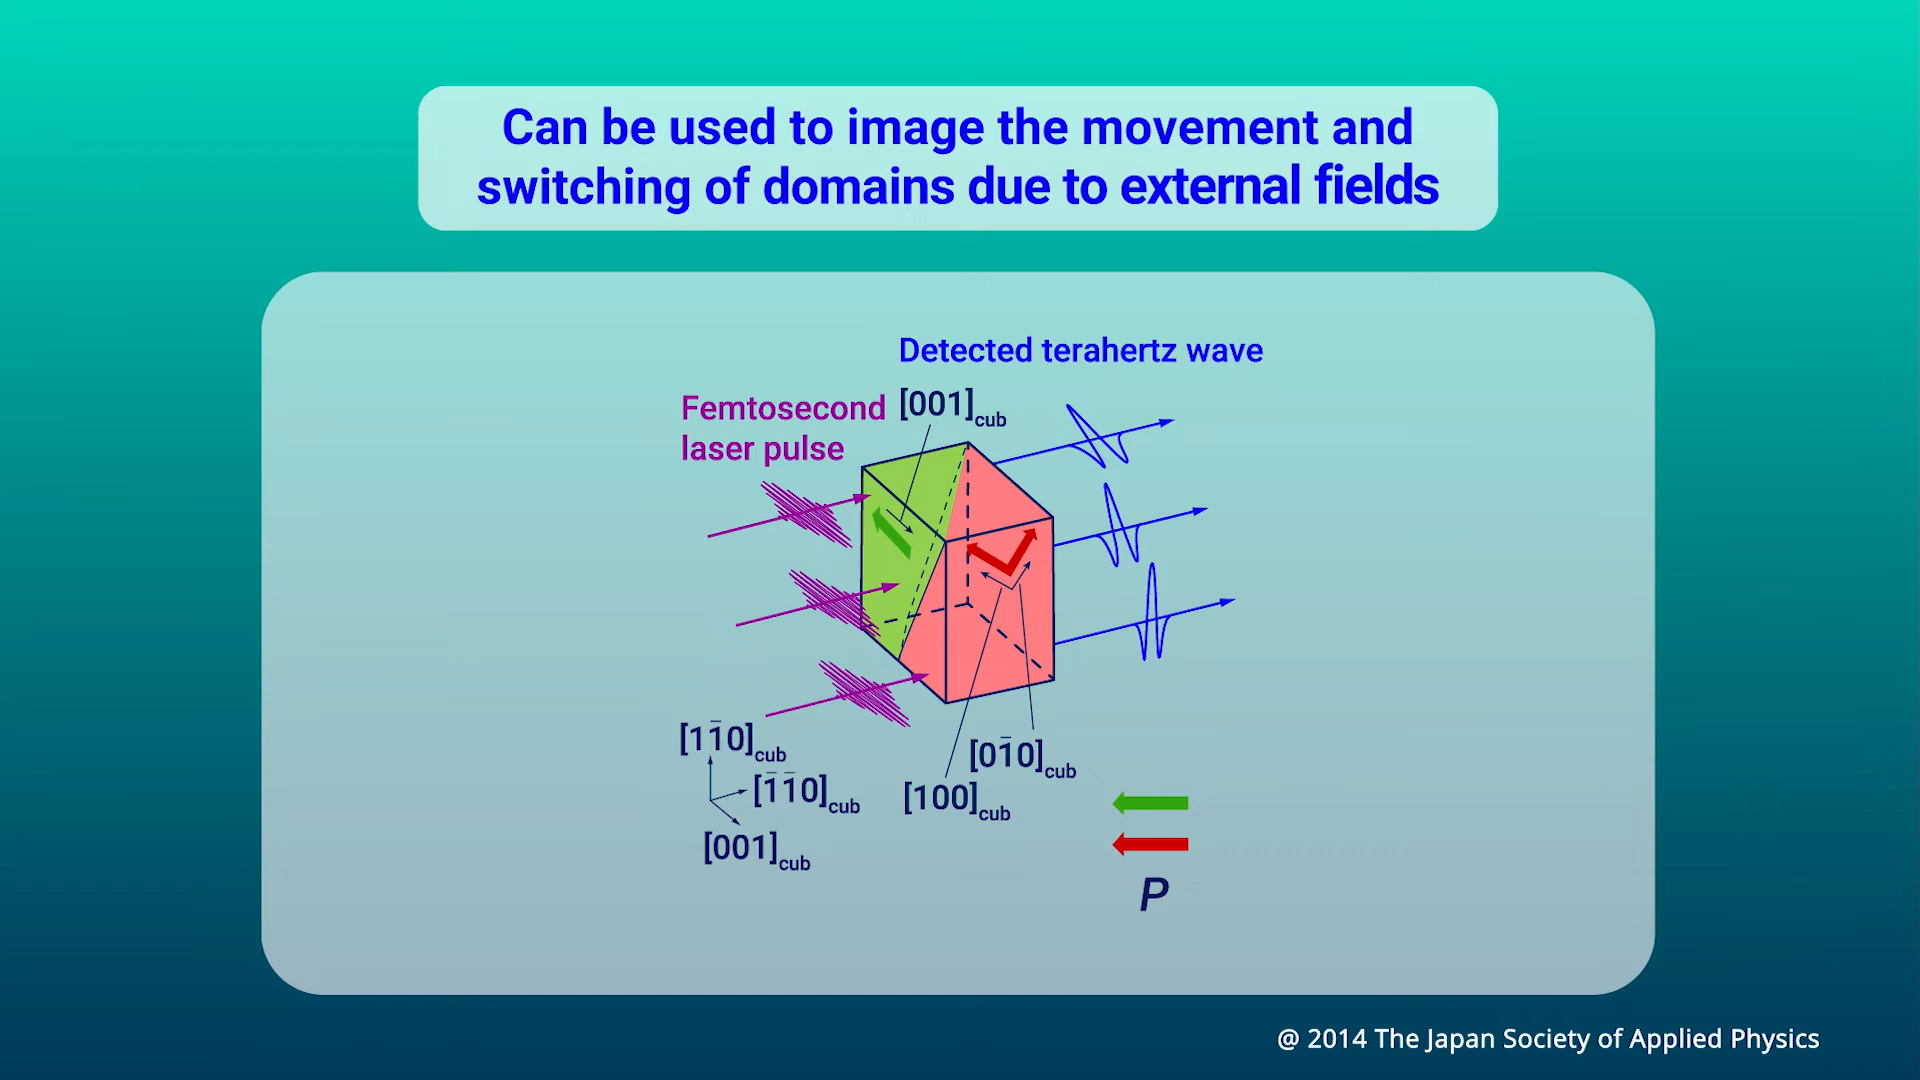 Can be used to image the movement and
switching of domains due to external fields
Detected terahertz wave
Femtosecond
laser pulse
[001]cub
[11̅0]cub
[1̅1̅0]cub
[001]cub
[01̅0]cub
[100]cub
P
@ 2014 The Japan Society of Applied Physics